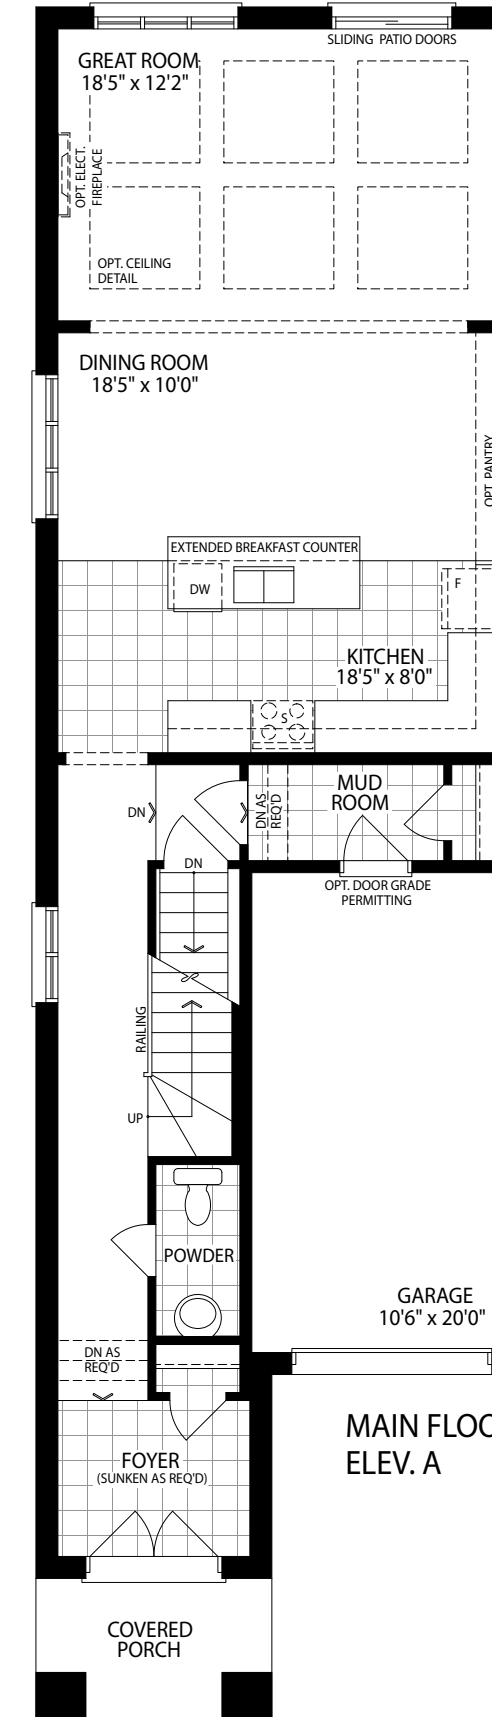 SLIDING PATIO DOORS
GREAT ROOM
18'5" x 12'2"
OPT. ELECT.
FIREPLACE
OPT. CEILING
DETAIL
DINING ROOM
18'5" x 10'0"
OPT. PANTRY
EXTENDED BREAKFAST COUNTER
DW
F
KITCHEN
18'5" x 8'0"
S
DN
DN AS
REQ'D
MUD
ROOM
DN
OPT. DOOR GRADE
PERMITTING
RAILING
UP
POWDER
GARAGE
10'6" x 20'0"
DN AS
REQ'D
MAIN FLOO
ELEV. A
FOYER
(SUNKEN AS REQ'D)
COVERED
PORCH